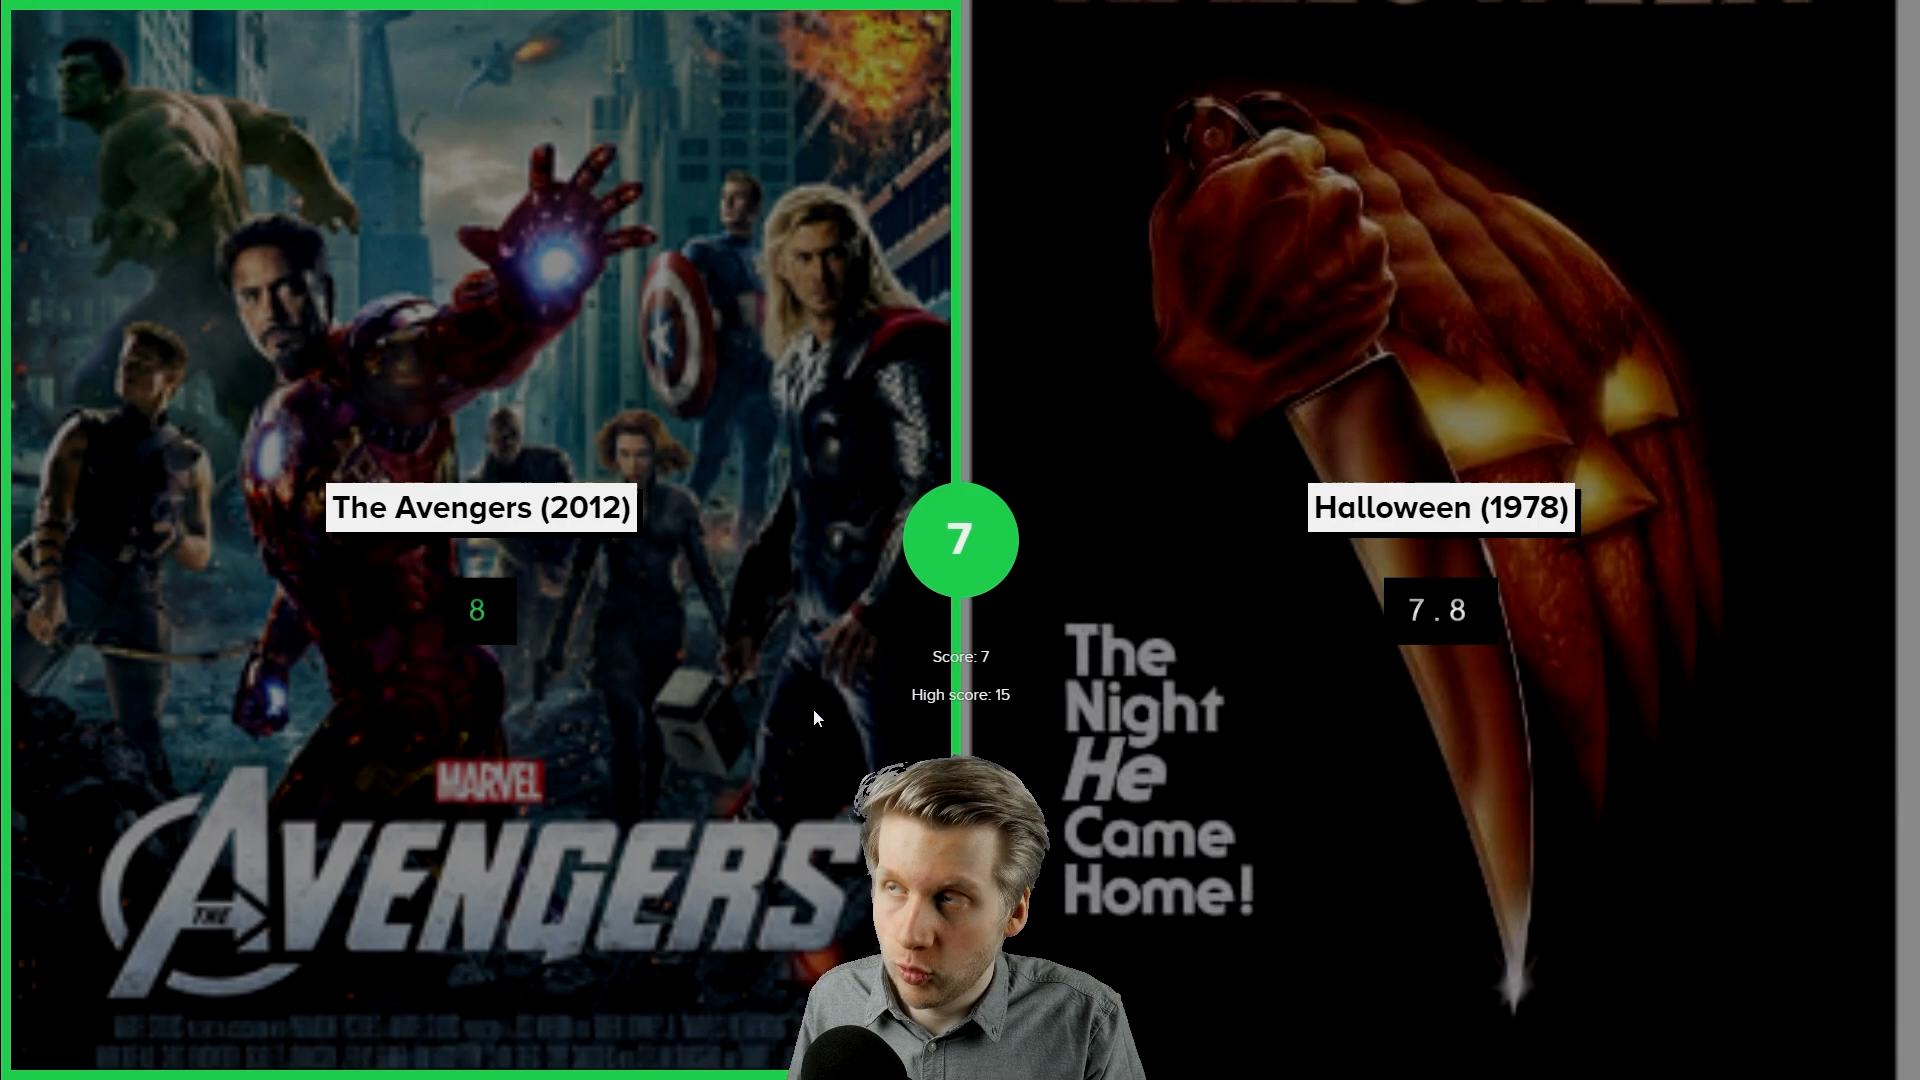 The Avengers (2012)
8
7
Score: 7
High score: 15
Halloween (1978)
7.8
MARVEL
THE
AVENGERS
The
Night
He
Came
Home!